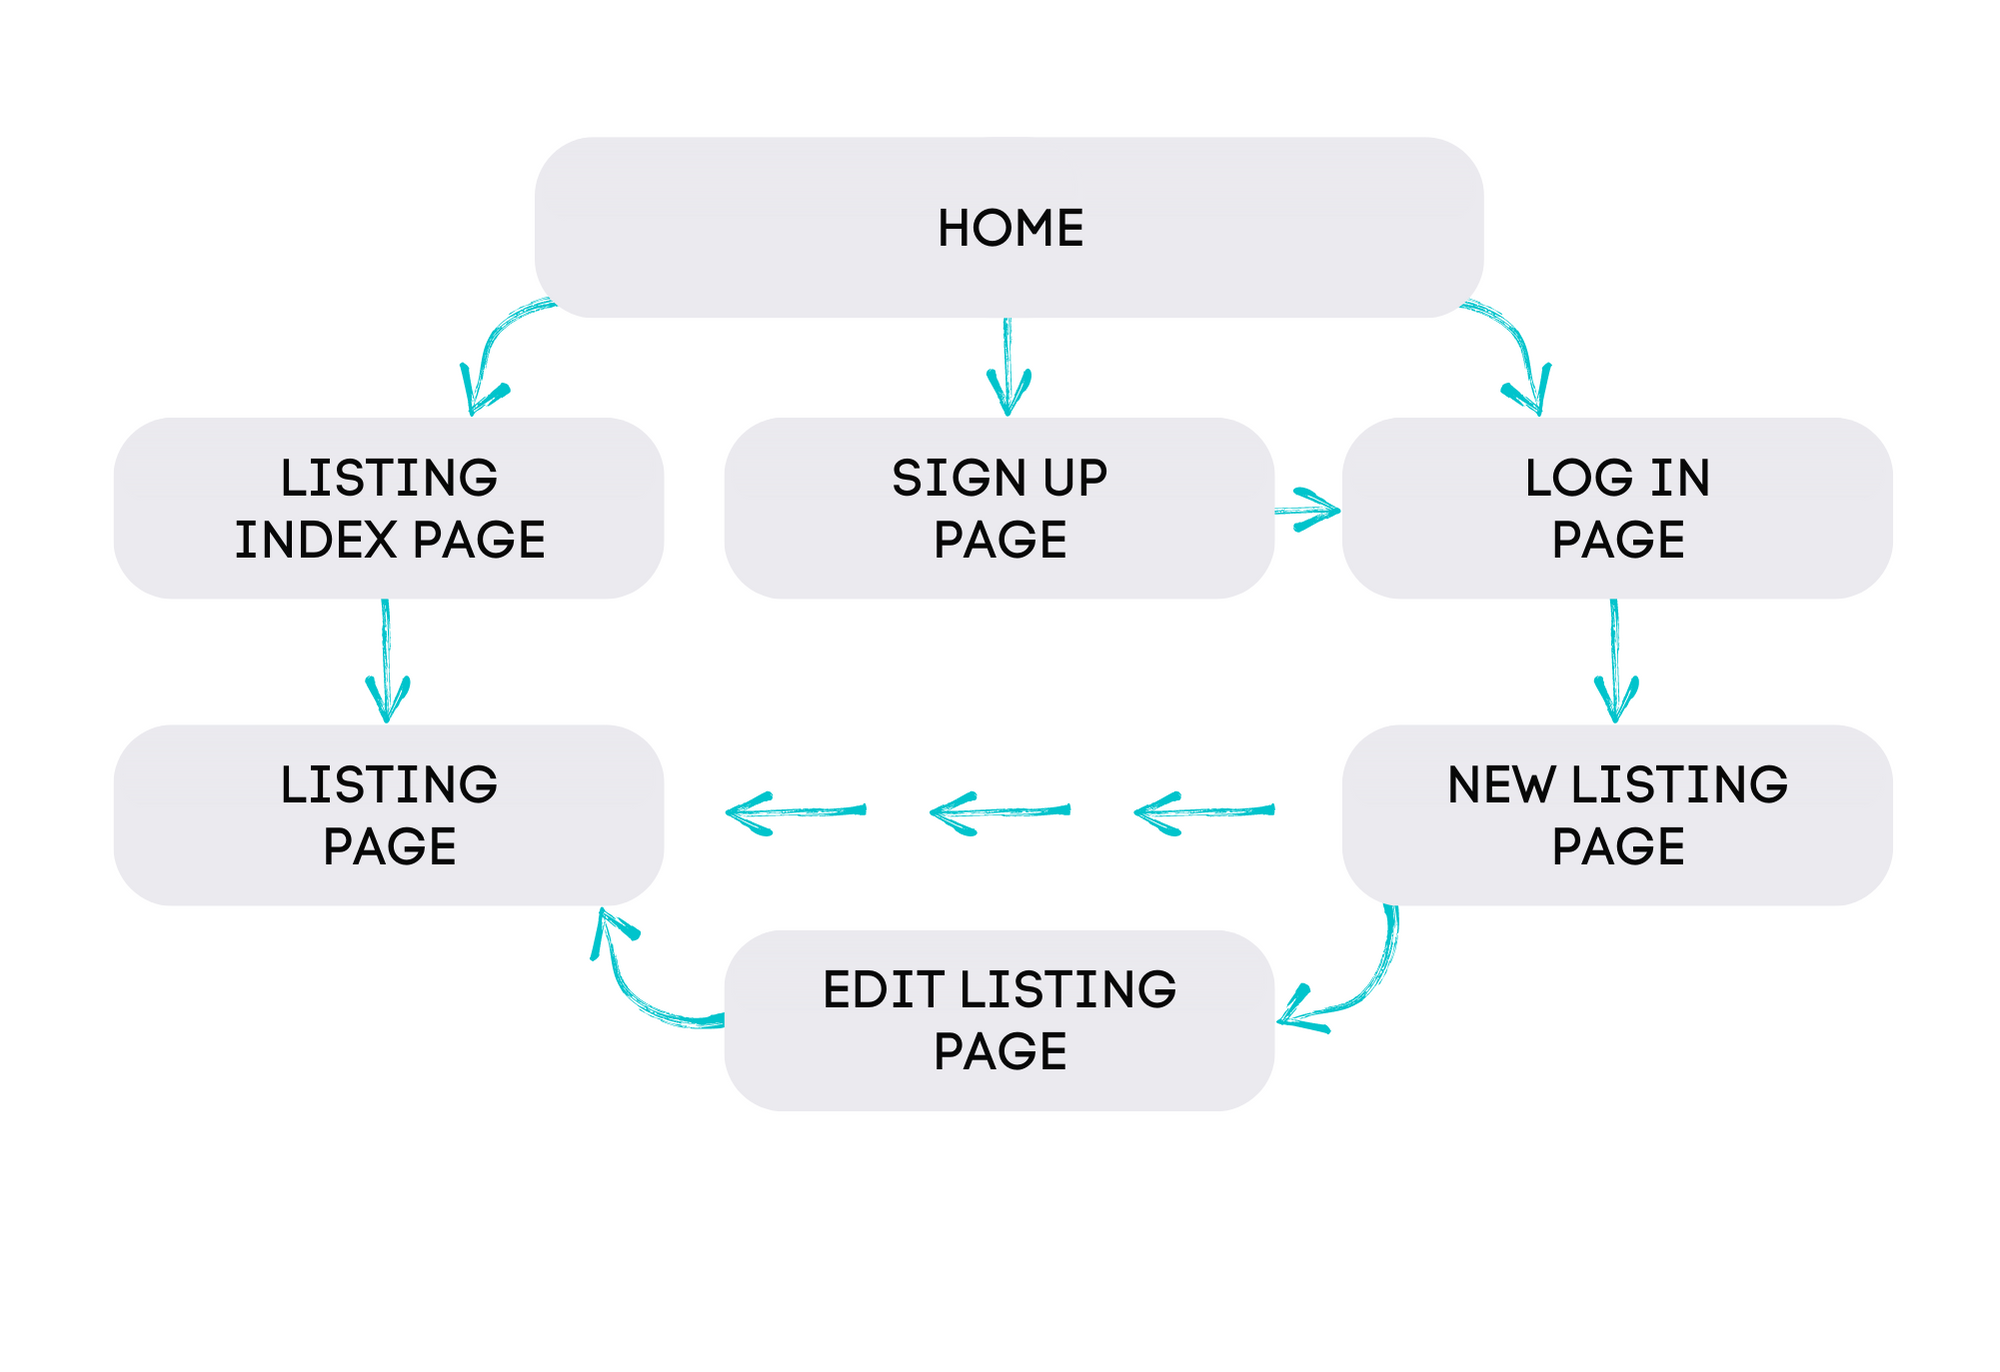 HOME
LISTING
INDEX PAGE
SIGN UP
PAGE
LOG IN
PAGE
LISTING
PAGE
NEW LISTING
PAGE
EDIT LISTING
PAGE